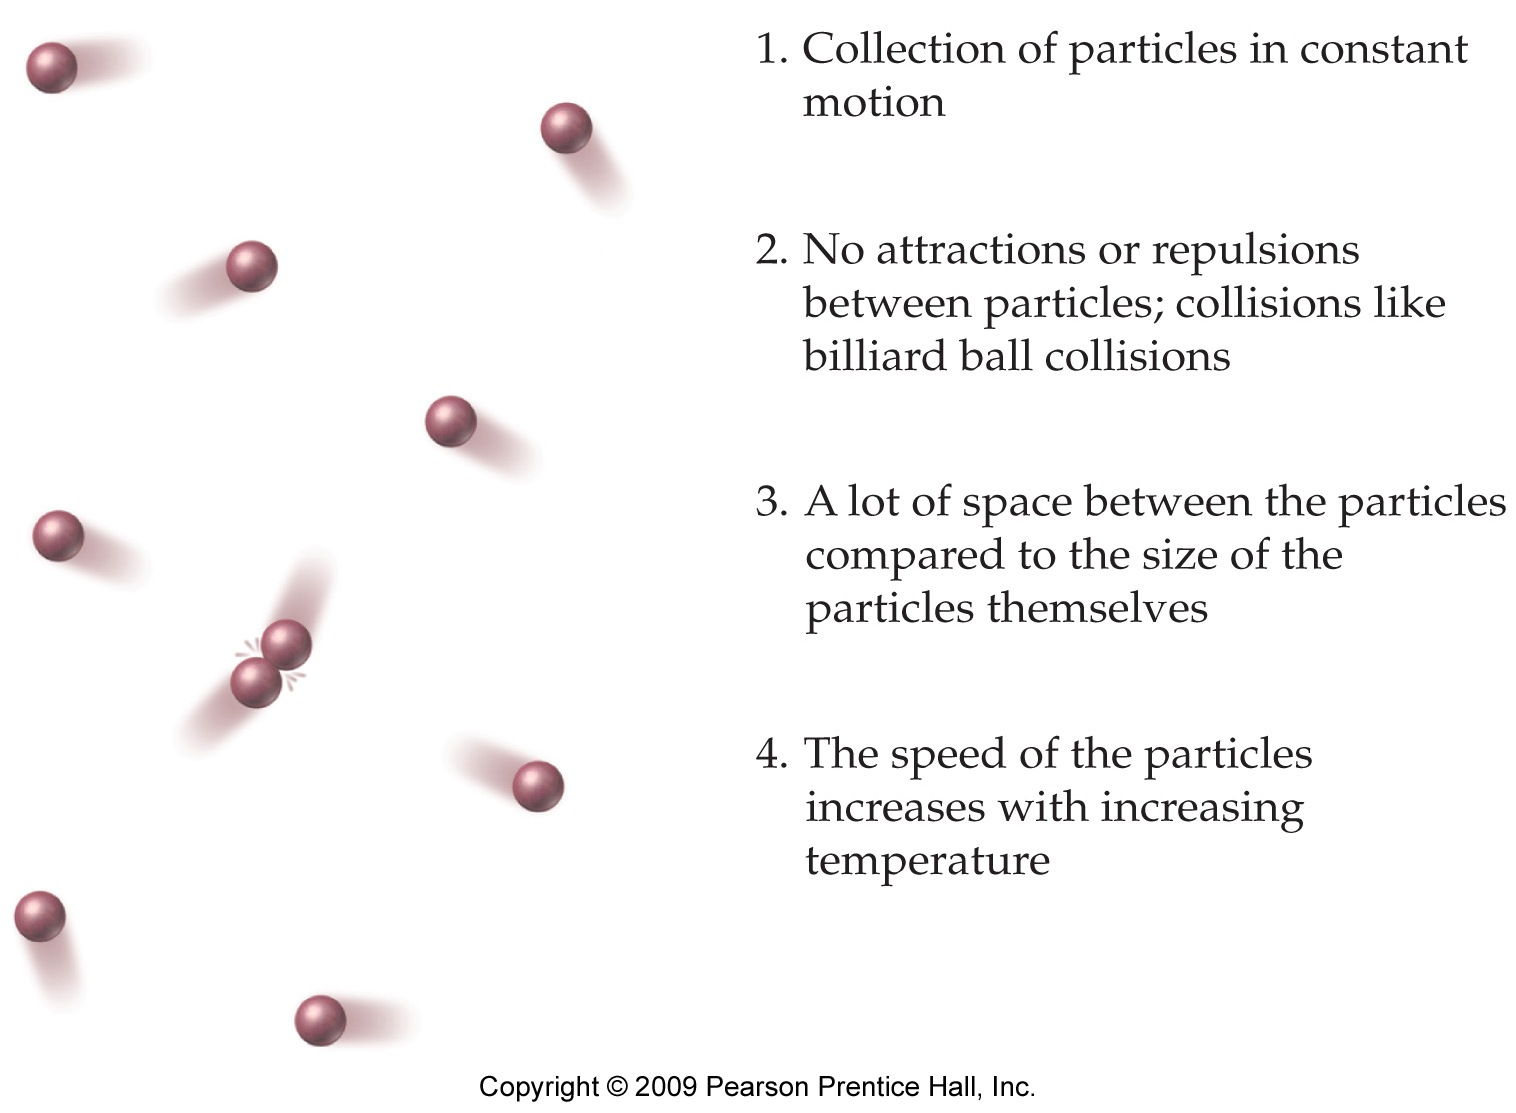 1. Collection of particles in constant
motion
2. No attractions or repulsions
between particles; collisions like
billiard ball collisions
3. A lot of space between the particles
compared to the size of the
particles themselves
4. The speed of the particles
increases with increasing
temperature
Copyright © 2009 Pearson Prentice Hall, Inc.